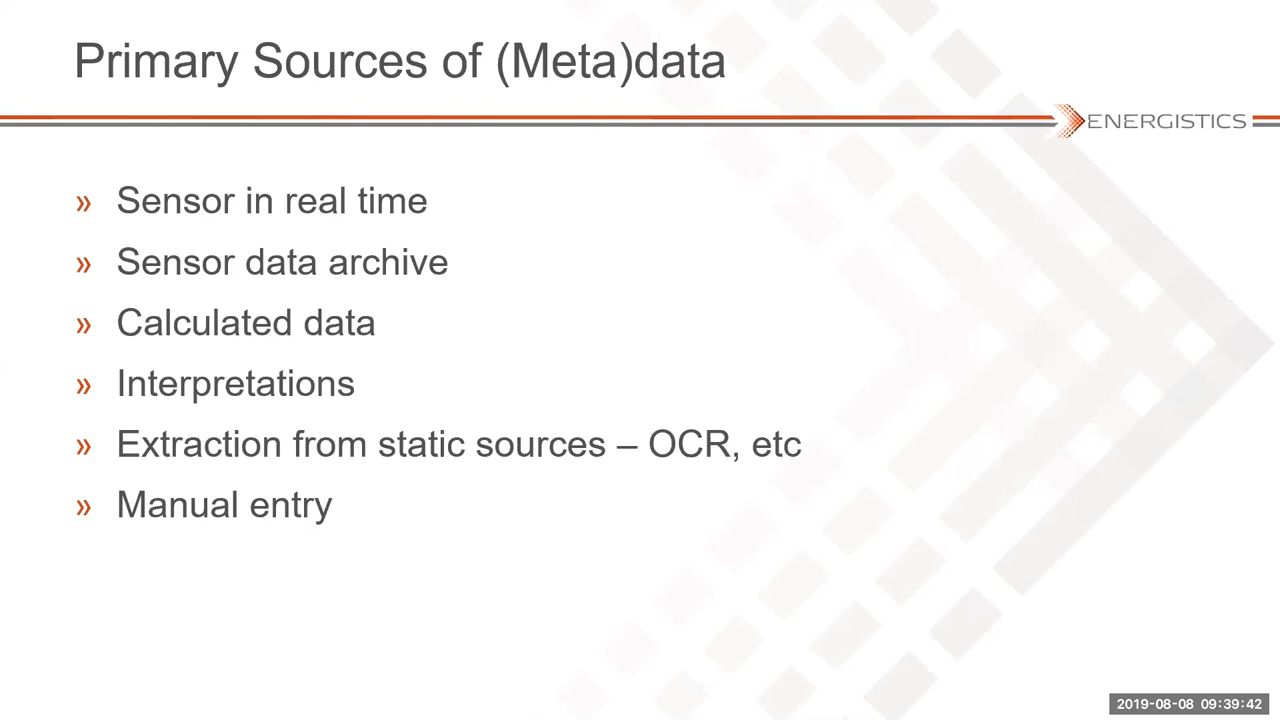 Primary Sources of (Meta)data
ENERGISTICS
» Sensor in real time
» Sensor data archive
» Calculated data
» Interpretations
» Extraction from static sources – OCR, etc
» Manual entry
2019-08-08 09:39:42